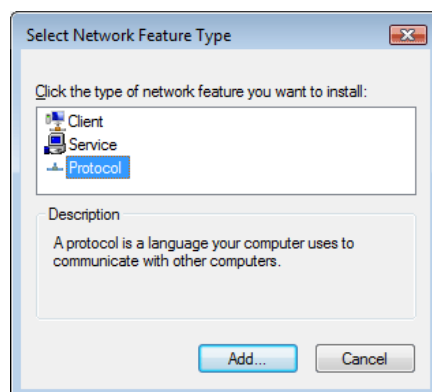 Select Network Feature Type
Click the type of network feature you want to install:
Client
Service
Protocol
Description
A protocol is a language your computer uses to
communicate with other computers.
Add...
Cancel